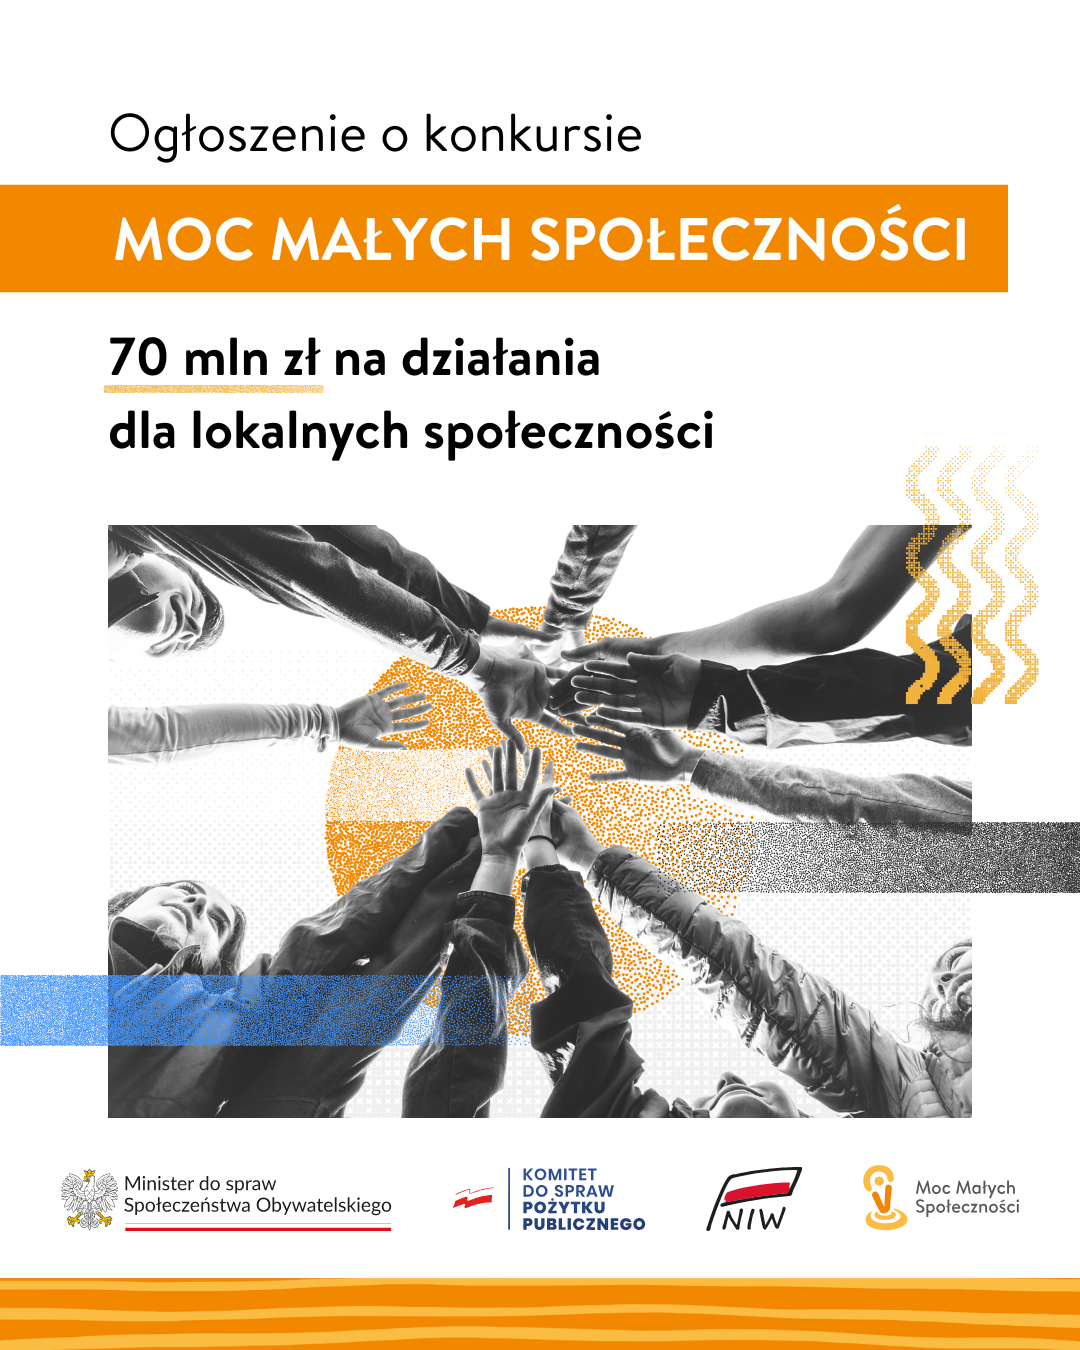 Ogłoszenie o konkursie
MOC MAŁYCH SPOŁECZNOŚCI
70 mln zł na działania
dla lokalnych społeczności
Minister do spraw
Społeczeństwa Obywatelskiego
KOMITET
DO SPRAW
POŻYTKU
PUBLICZNEGO
NIW
Moc Małych
Społeczności